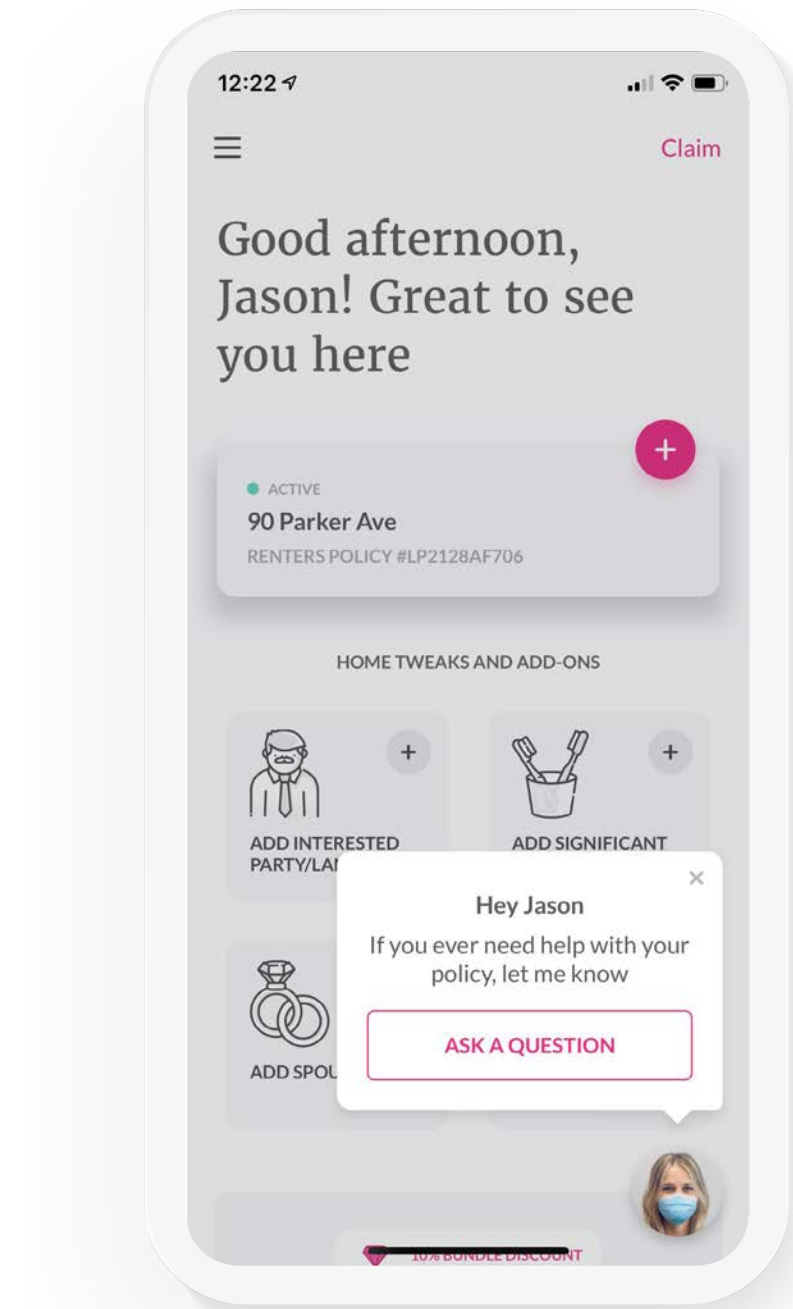 12:22
Claim
Good afternoon,
Jason! Great to see
you here
ACTIVE
90 Parker Ave
RENTERS POLICY #LP2128AF706
HOME TWEAKS AND ADD-ONS
ADD INTERESTED
PARTY/LAN
ADD SIGNIFICANT
Hey Jason
If you ever need help with your
policy, let me know
ASK A QUESTION
ADD SPOU
10% BUNDLE DISCOUNT